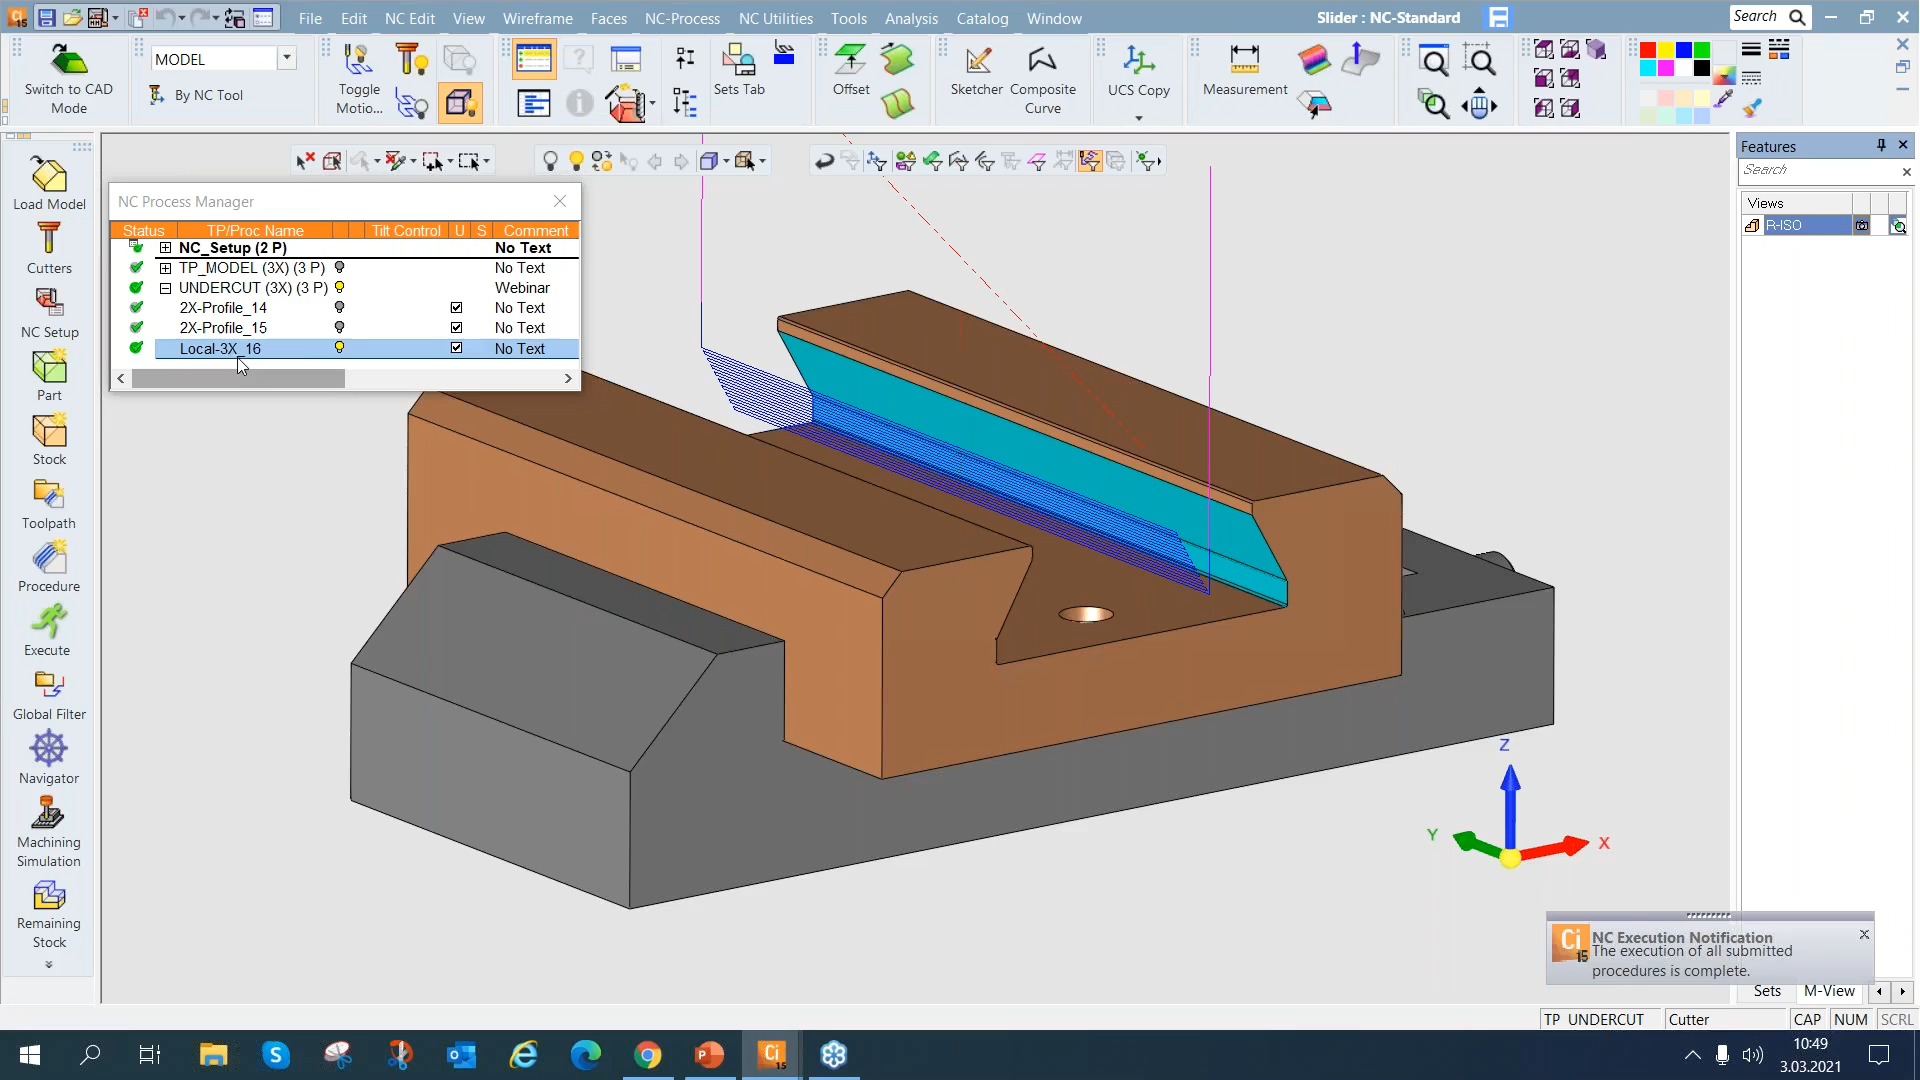 File Edit NC Edit View Wireframe Faces NC-Process NC Utilities Tools Analysis Catalog Window
Slider : NC-Standard
Search
Switch to CAD
Mode
MODEL
By NC Tool
Toggle
Motio...
Sets Tab
Offset
Sketcher
Composite
Curve
UCS Copy
Measurement
Load Model
Cutters
NC Setup
Part
Stock
Toolpath
Procedure
Execute
Global Filter
Navigator
Machining
Simulation
Remaining
Stock
NC Process Manager
Status TP/Proc Name Tilt Control U S Comment
NC_Setup (2 P) No Text
TP_MODEL (3X) (3 P) No Text
UNDERCUT (3X) (3 P) Webinar
2X-Profile_14 No Text
2X-Profile_15 No Text
Local-3X_16 No Text
Features
Search
Views
R-ISO
Z
Y
X
Ci
15
NC Execution Notification
The execution of all submitted
procedures is complete.
Sets M-View
TP UNDERCUT Cutter CAP NUM SCRL
Ci
15
10:49
3.03.2021